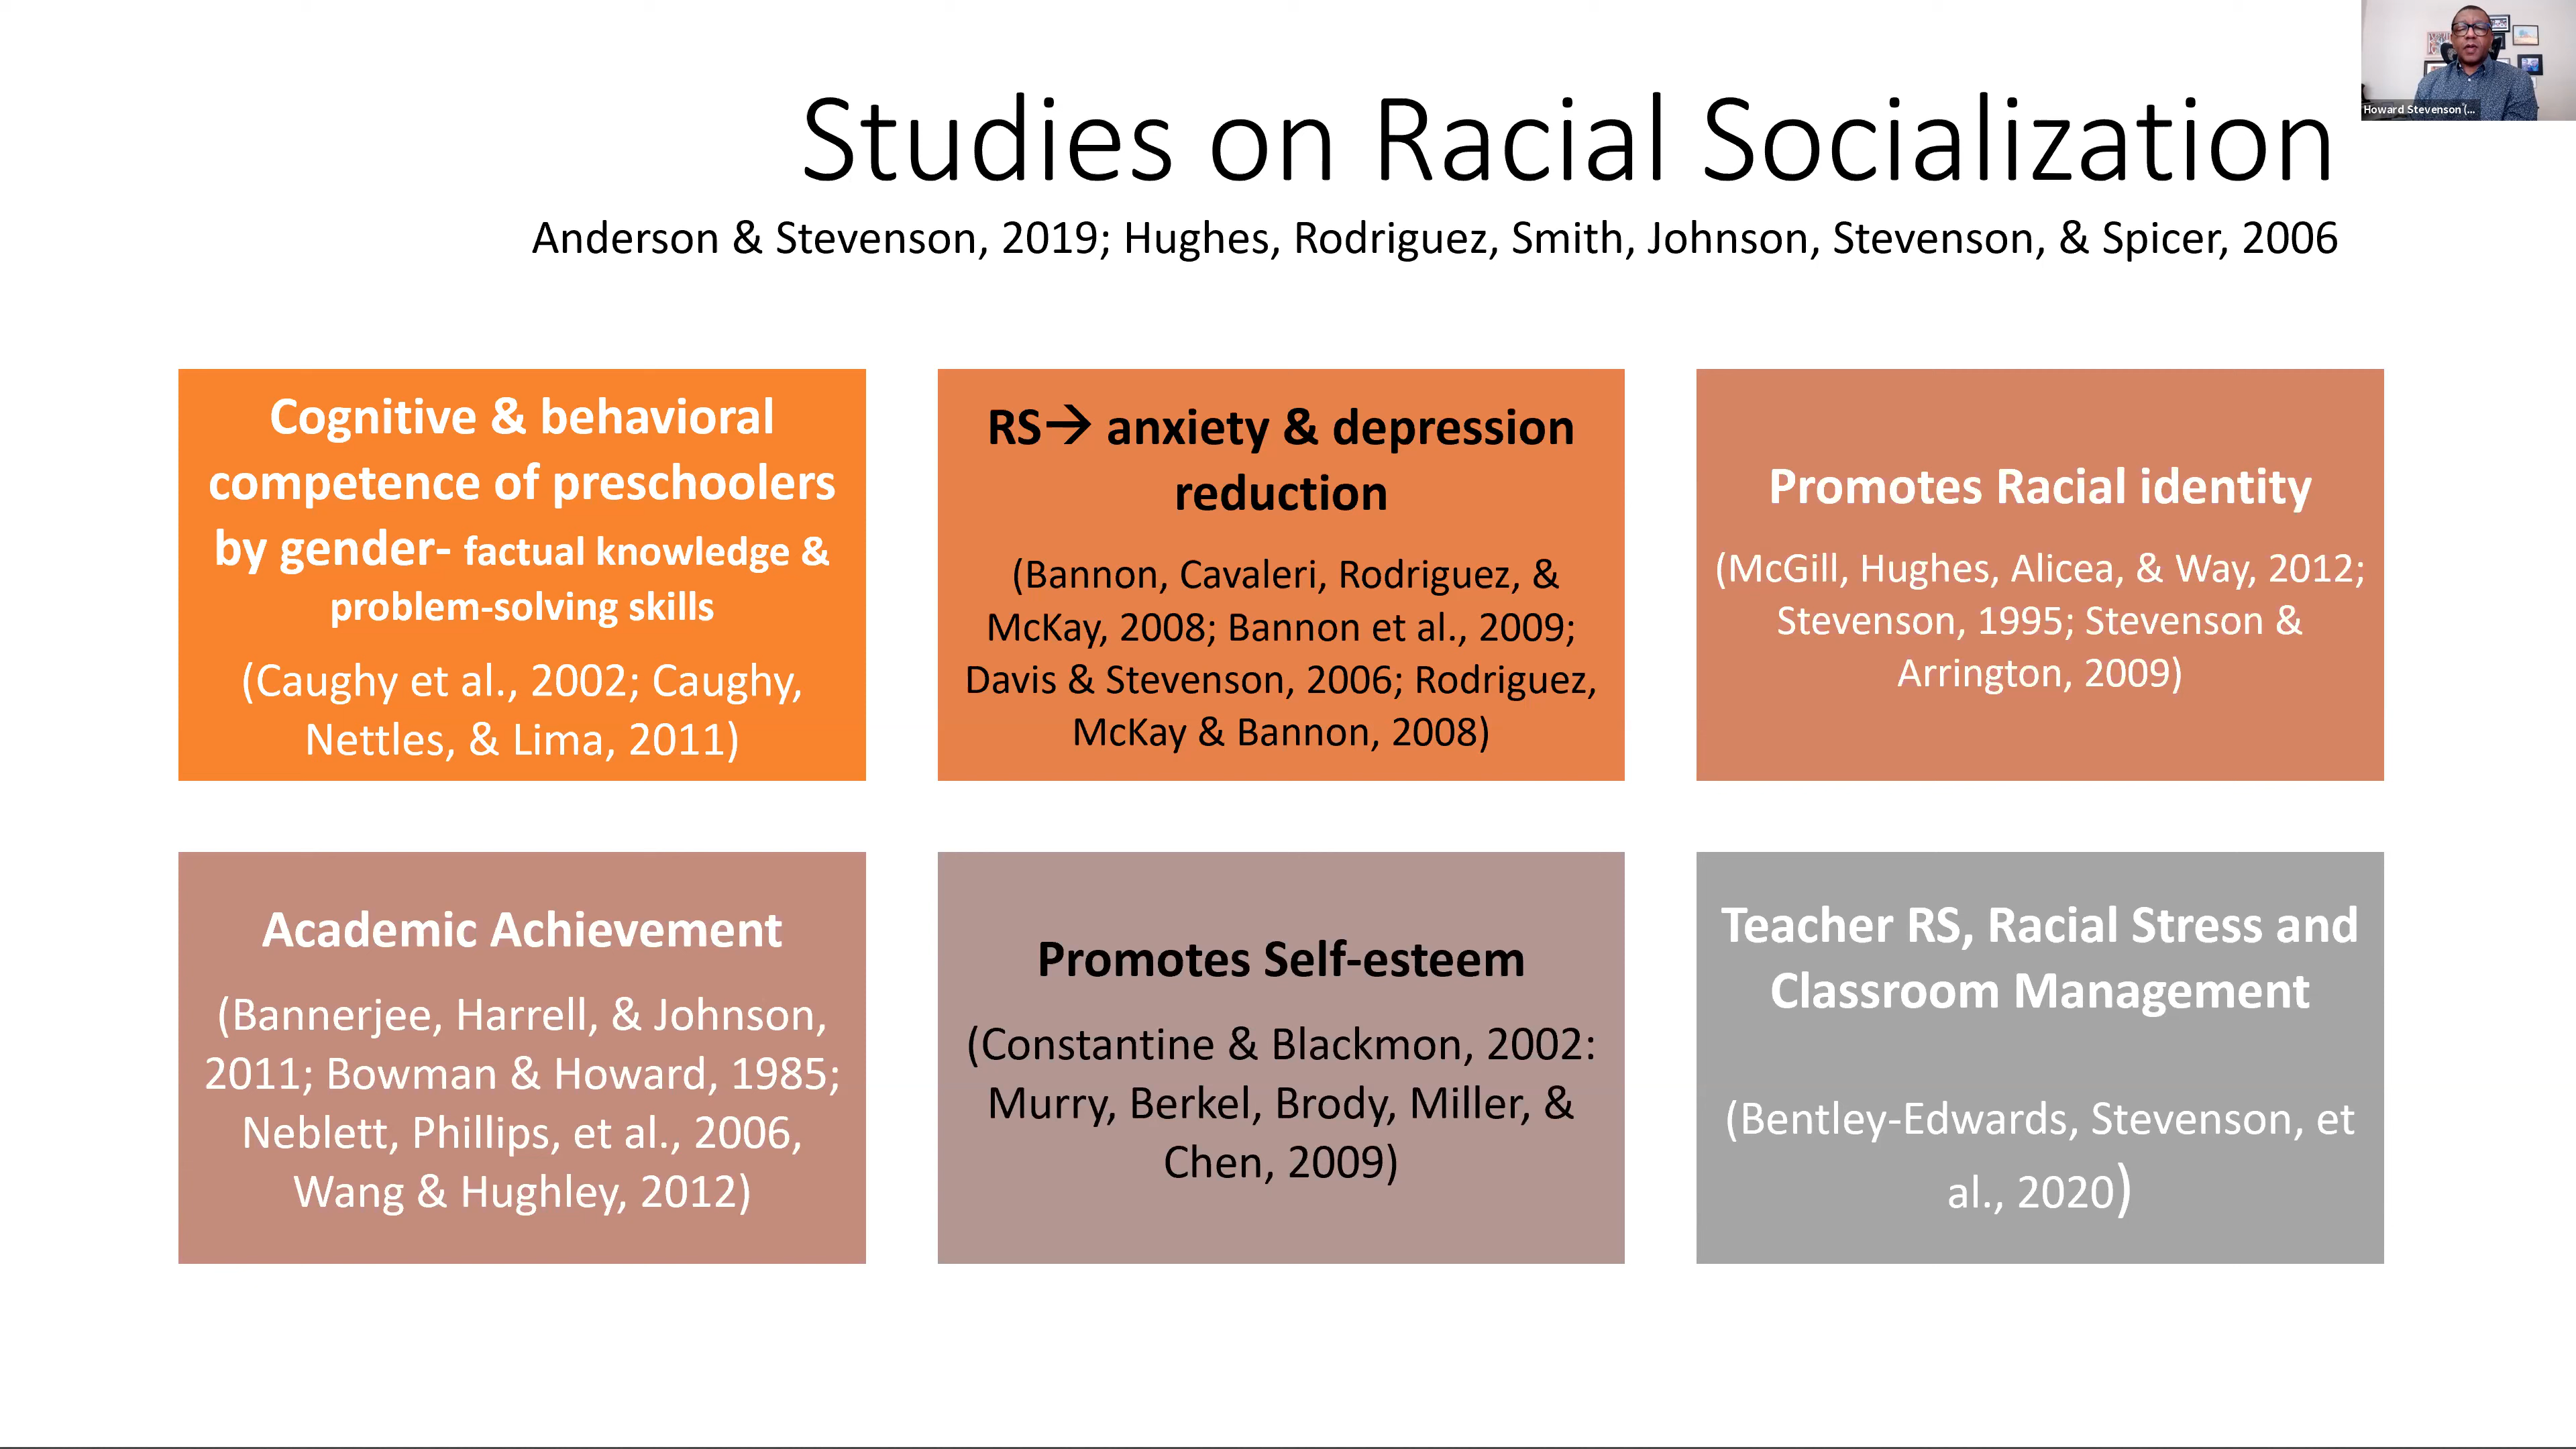 Studies on Racial Socialization
Anderson & Stevenson, 2019; Hughes, Rodriguez, Smith, Johnson, Stevenson, & Spicer, 2006
Howard Stevenson (...
Cognitive & behavioral
competence of preschoolers
by gender- factual knowledge &
problem-solving skills
(Caughy et al., 2002; Caughy,
Nettles, & Lima, 2011)
RS→ anxiety & depression
reduction
(Bannon, Cavaleri, Rodriguez, &
McKay, 2008; Bannon et al., 2009;
Davis & Stevenson, 2006; Rodriguez,
McKay & Bannon, 2008)
Promotes Racial identity
(McGill, Hughes, Alicea, & Way, 2012;
Stevenson, 1995; Stevenson &
Arrington, 2009)
Academic Achievement
(Bannerjee, Harrell, & Johnson,
2011; Bowman & Howard, 1985;
Neblett, Phillips, et al., 2006,
Wang & Hughley, 2012)
Promotes Self-esteem
(Constantine & Blackmon, 2002:
Murry, Berkel, Brody, Miller, &
Chen, 2009)
Teacher RS, Racial Stress and
Classroom Management
(Bentley-Edwards, Stevenson, et
al., 2020)